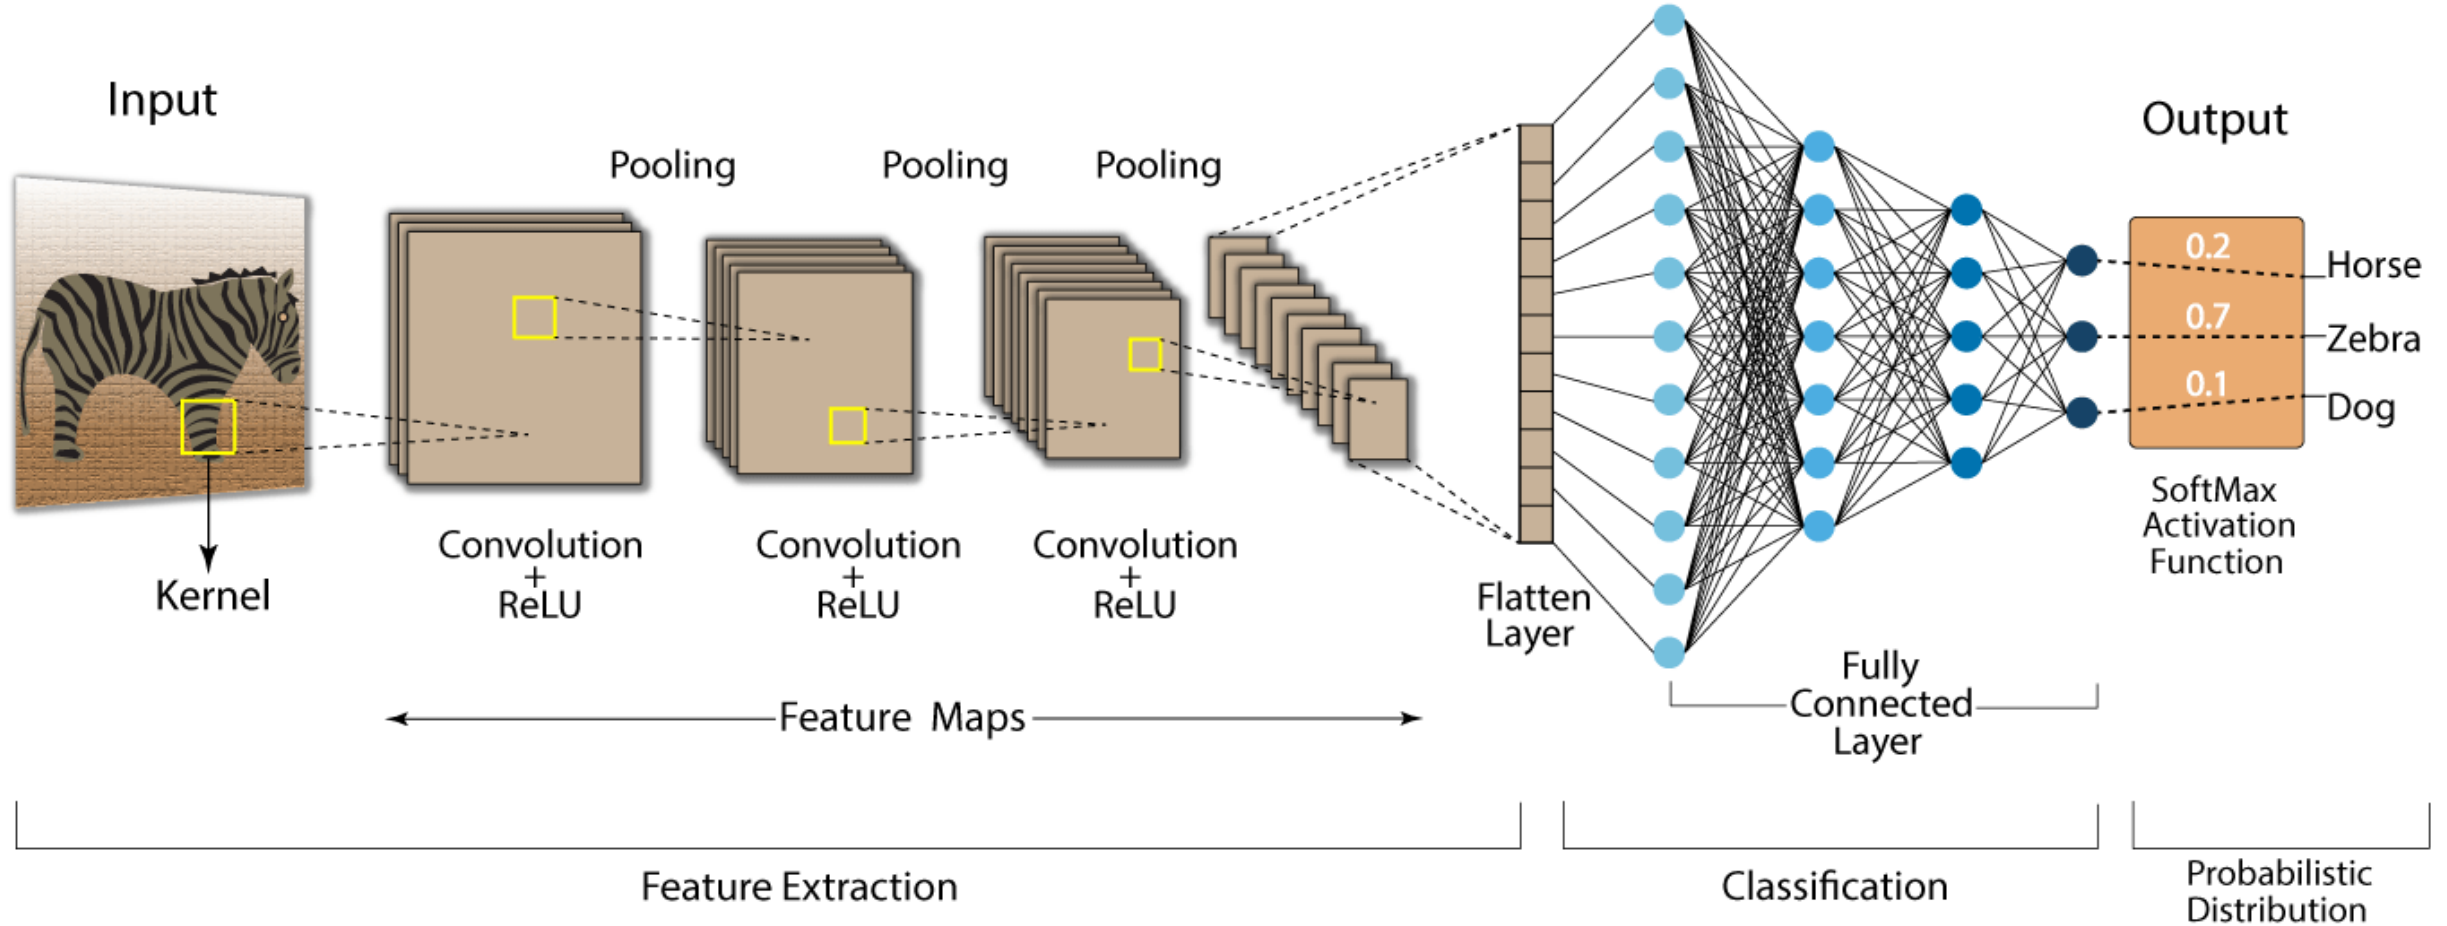 Input
Output
Pooling
Pooling
Pooling
0.2
Horse
0.7
Zebra
0.1
Dog
SoftMax
Activation
Function
Convolution
+
ReLU
Convolution
+
ReLU
Convolution
+
ReLU
Kernel
Flatten
Layer
Fully
Connected
Layer
Feature Maps
Feature Extraction
Classification
Probabilistic
Distribution